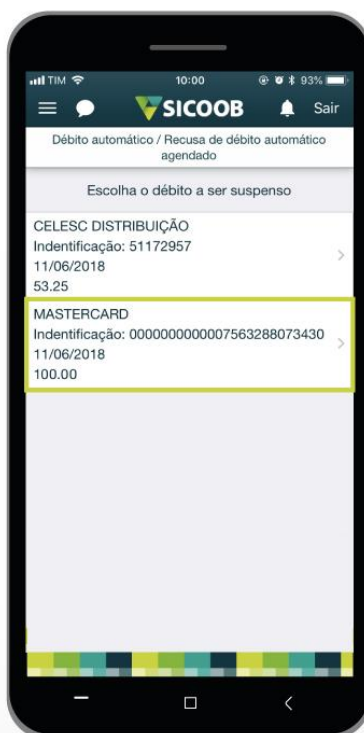 TIM 10:00 93%
SICOOB Sair
Débito automático / Recusa de débito automático
agendado
Escolha o débito a ser suspenso
CELESC DISTRIBUIÇÃO
Indentificação: 51172957
11/06/2018
53.25
MASTERCARD
Indentificação: 0000000000007563288073430
11/06/2018
100.00